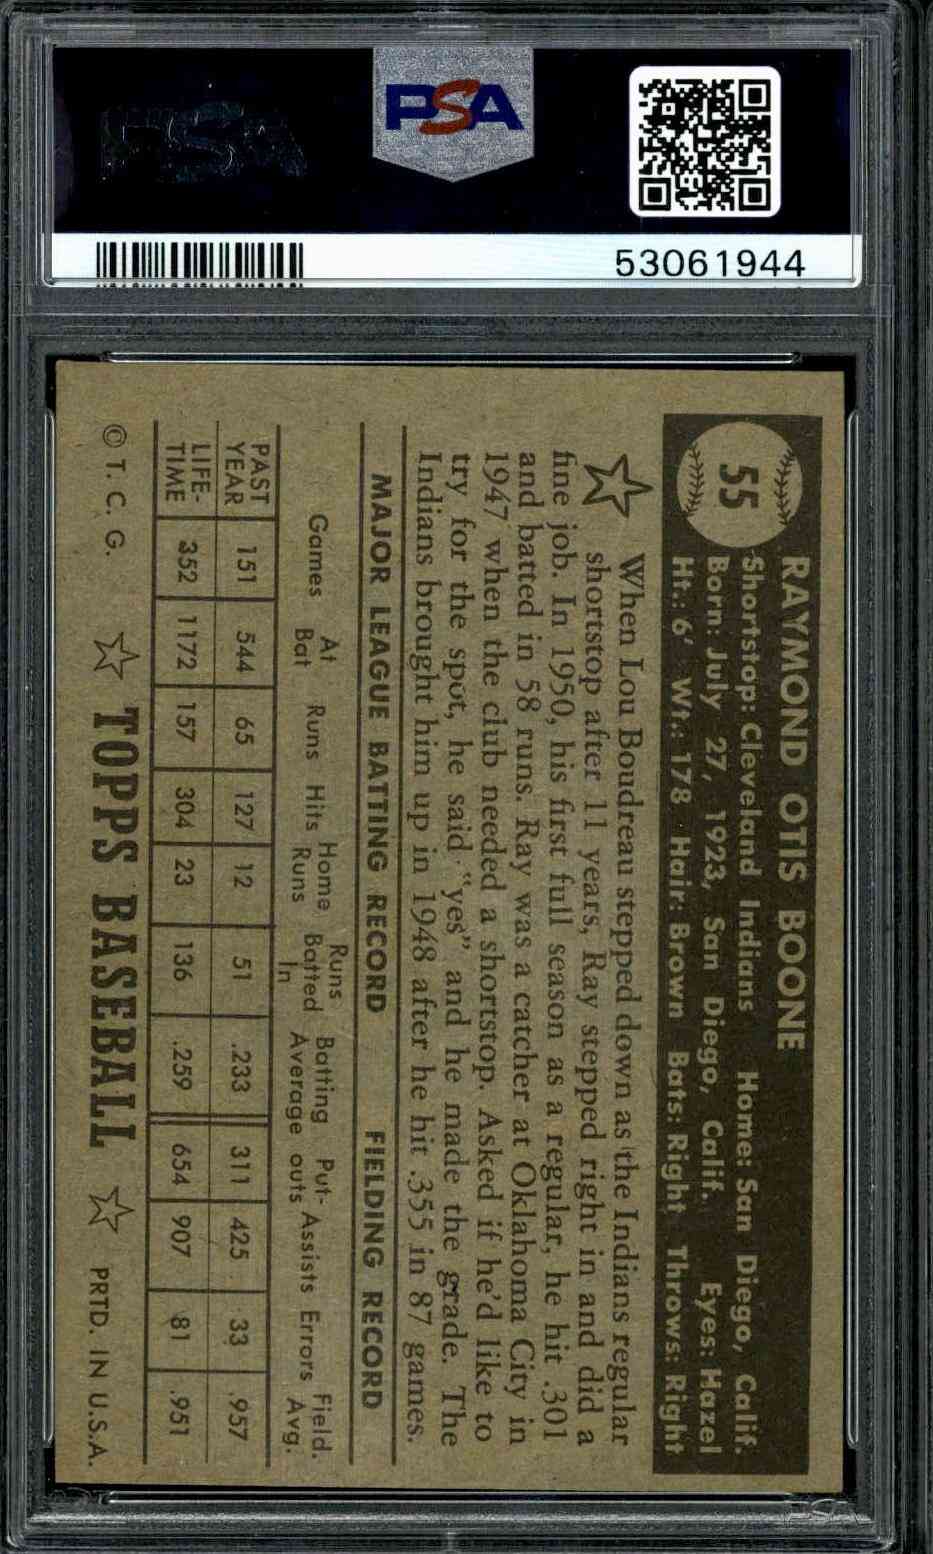 PSA
PSA
53061944
55
RAYMOND OTIS BOONE
Shortstop: Cleveland Indians Home: San Diego, Calif.
Born: July 27, 1923, San Diego, Calif. Eyes: Hazel
Ht.: 6' Wt.: 178 Hair: Brown Bats: Right Throws: Right
When Lou Boudreau stepped down as the Indians regular
shortstop after 11 years, Ray stepped right in and did a
fine job. In 1950, his first full season as a regular, he hit .301
and batted in 58 runs. Ray was a catcher at Oklahoma City in
1947 when the club needed a shortstop. Asked if he'd like to
try for the spot, he said "yes" and he made the grade. The
Indians brought him up in 1948 after he hit .355 in 87 games.
MAJOR LEAGUE BATTING RECORD FIELDING RECORD
Games At Bat Runs Hits Home Runs Runs Batted In Batting Average Put-outs Assists Errors Field. Avg.
PAST YEAR 151 544 65 127 12 51 .233 311 425 33 .957
LIFE-TIME 352 1172 157 304 23 136 .259 654 907 81 .951
© T. C. G. TOPPS BASEBALL PRTD. IN U.S.A.